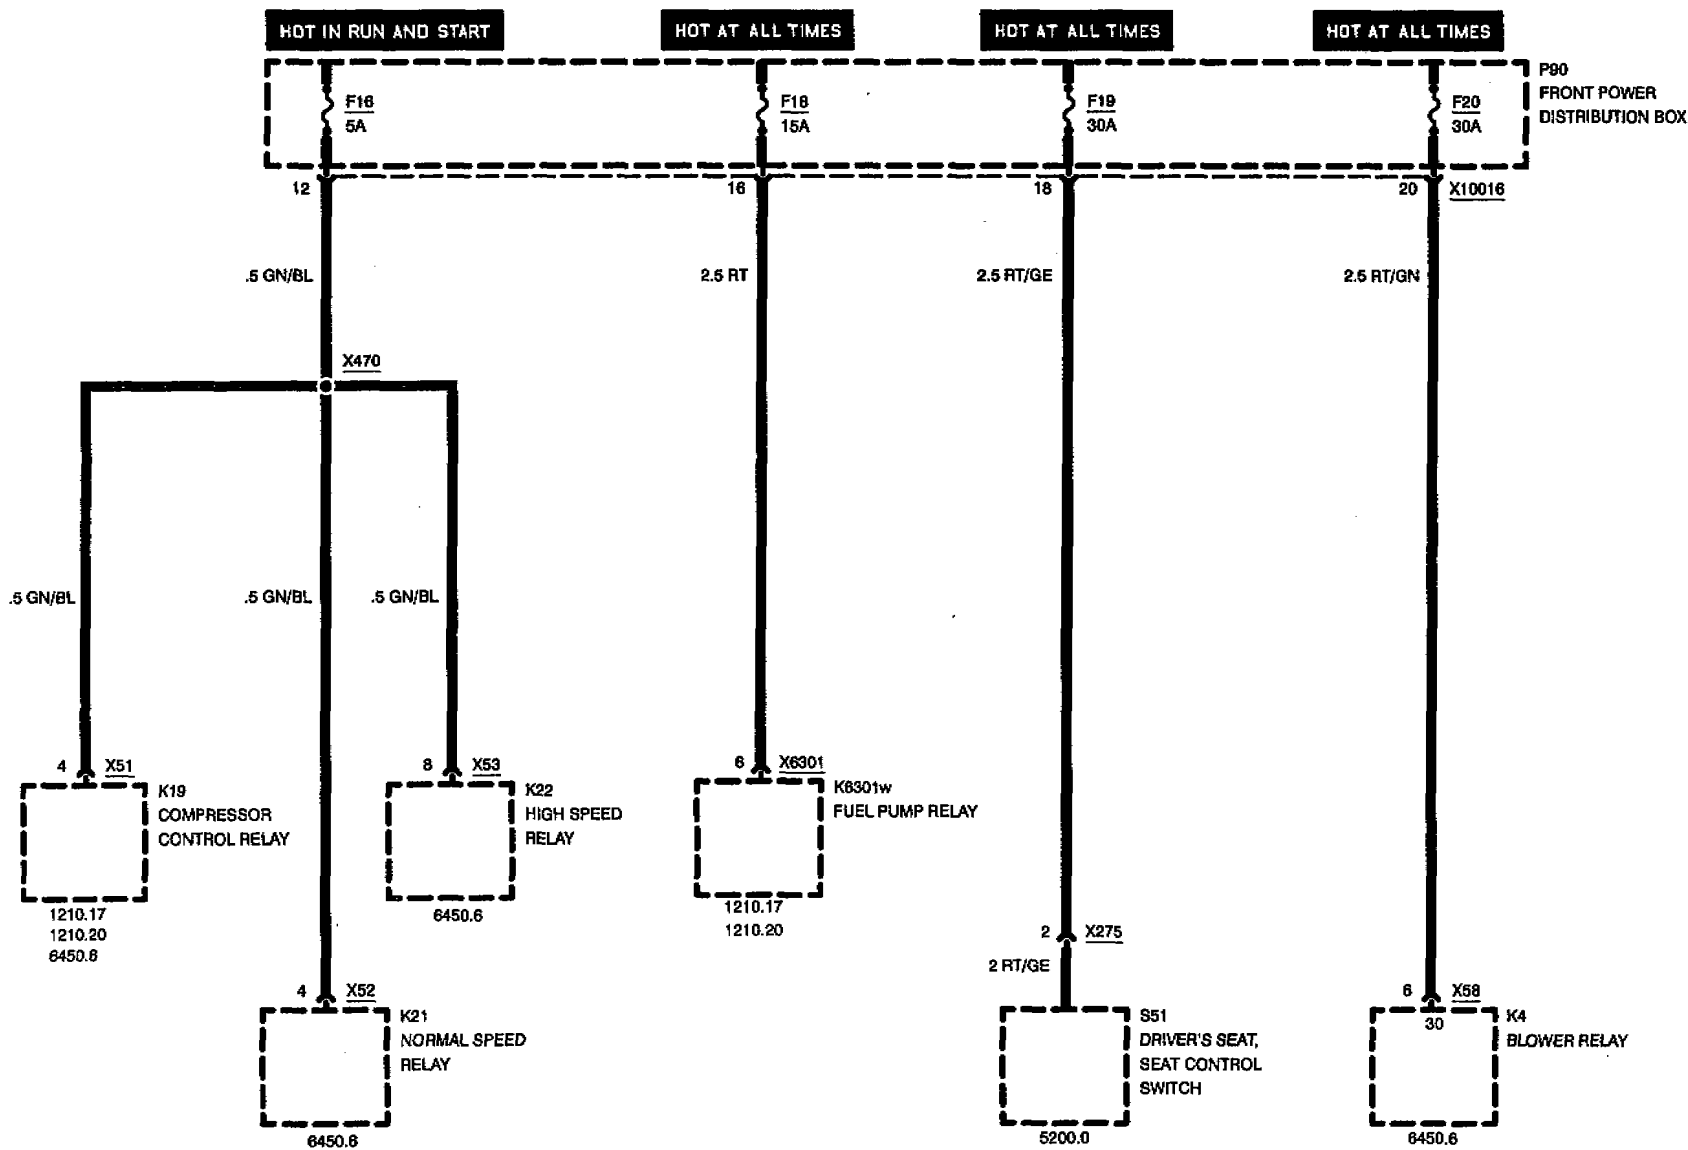 HOT IN RUN AND START
HOT AT ALL TIMES
HOT AT ALL TIMES
HOT AT ALL TIMES
P90
FRONT POWER
DISTRIBUTION BOX
F16
5A
F18
15A
F19
30A
F20
30A
12
16
18
20
X10016
.5 GN/BL
2.5 RT
2.5 RT/GE
2.5 RT/GN
X470
.5 GN/BL
.5 GN/BL
.5 GN/BL
4
X51
K19
COMPRESSOR
CONTROL RELAY
1210.17
1210.20
6450.6
8
X53
K22
HIGH SPEED
RELAY
6450.6
6
X6301
K6301w
FUEL PUMP RELAY
1210.17
1210.20
2
X275
2 RT/GE
4
X52
K21
NORMAL SPEED
RELAY
6450.6
S51
DRIVER'S SEAT,
SEAT CONTROL
SWITCH
5200.0
6
X58
30
K4
BLOWER RELAY
6450.6